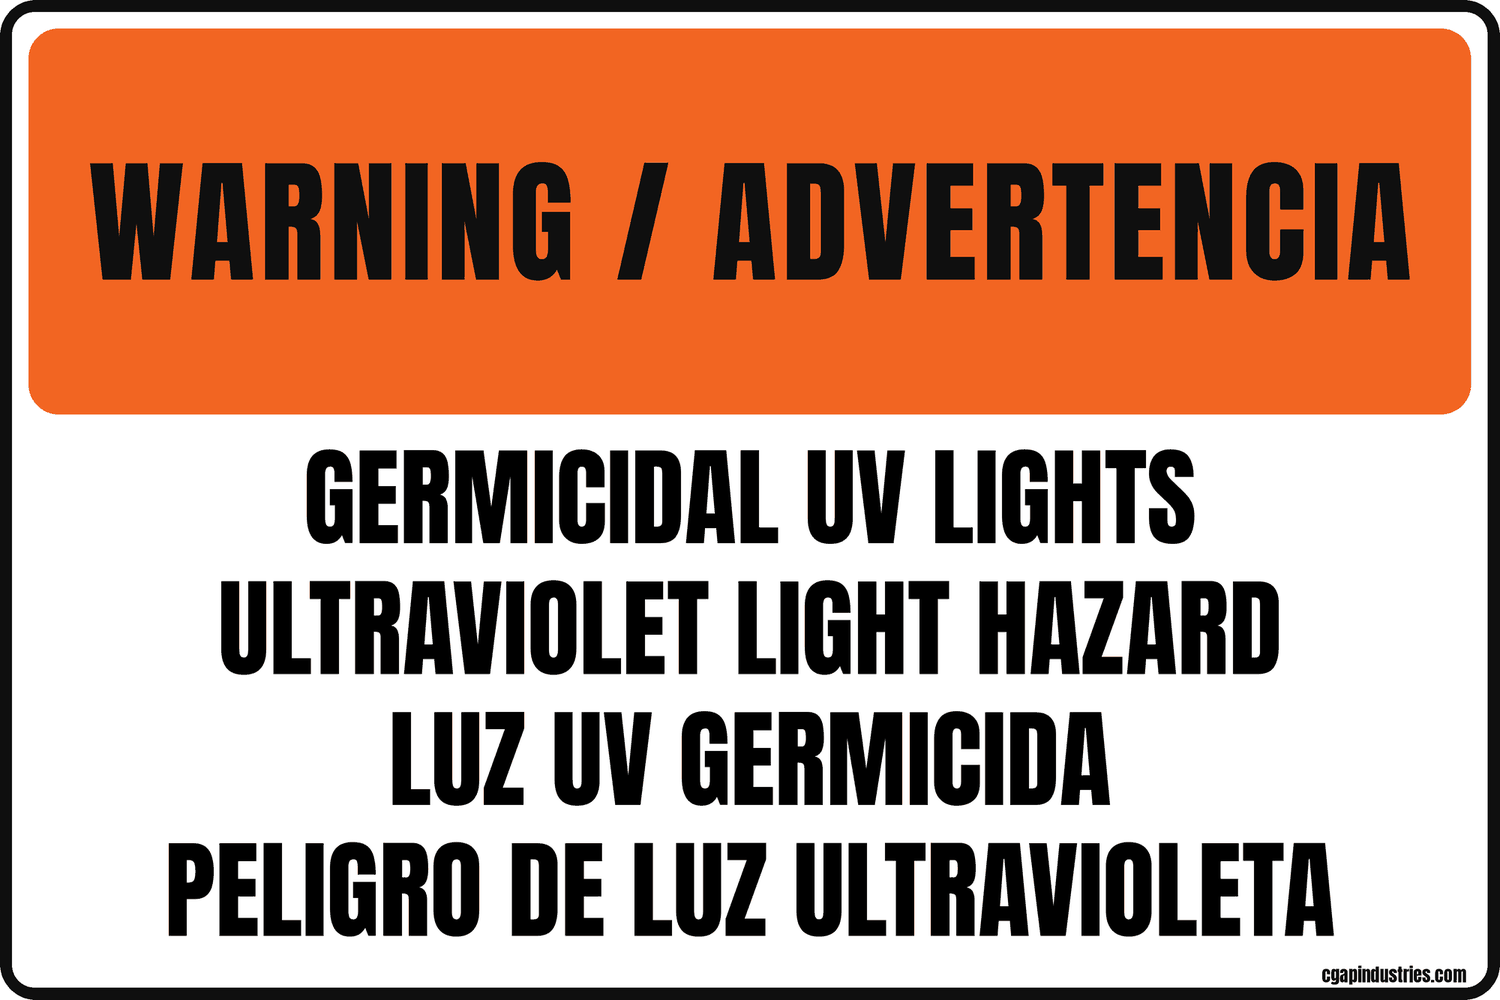 WARNING / ADVERTENCIA
GERMICIDAL UV LIGHTS
ULTRAVIOLET LIGHT HAZARD
LUZ UV GERMICIDA
PELIGRO DE LUZ ULTRAVIOLETA
cgapindustries.com